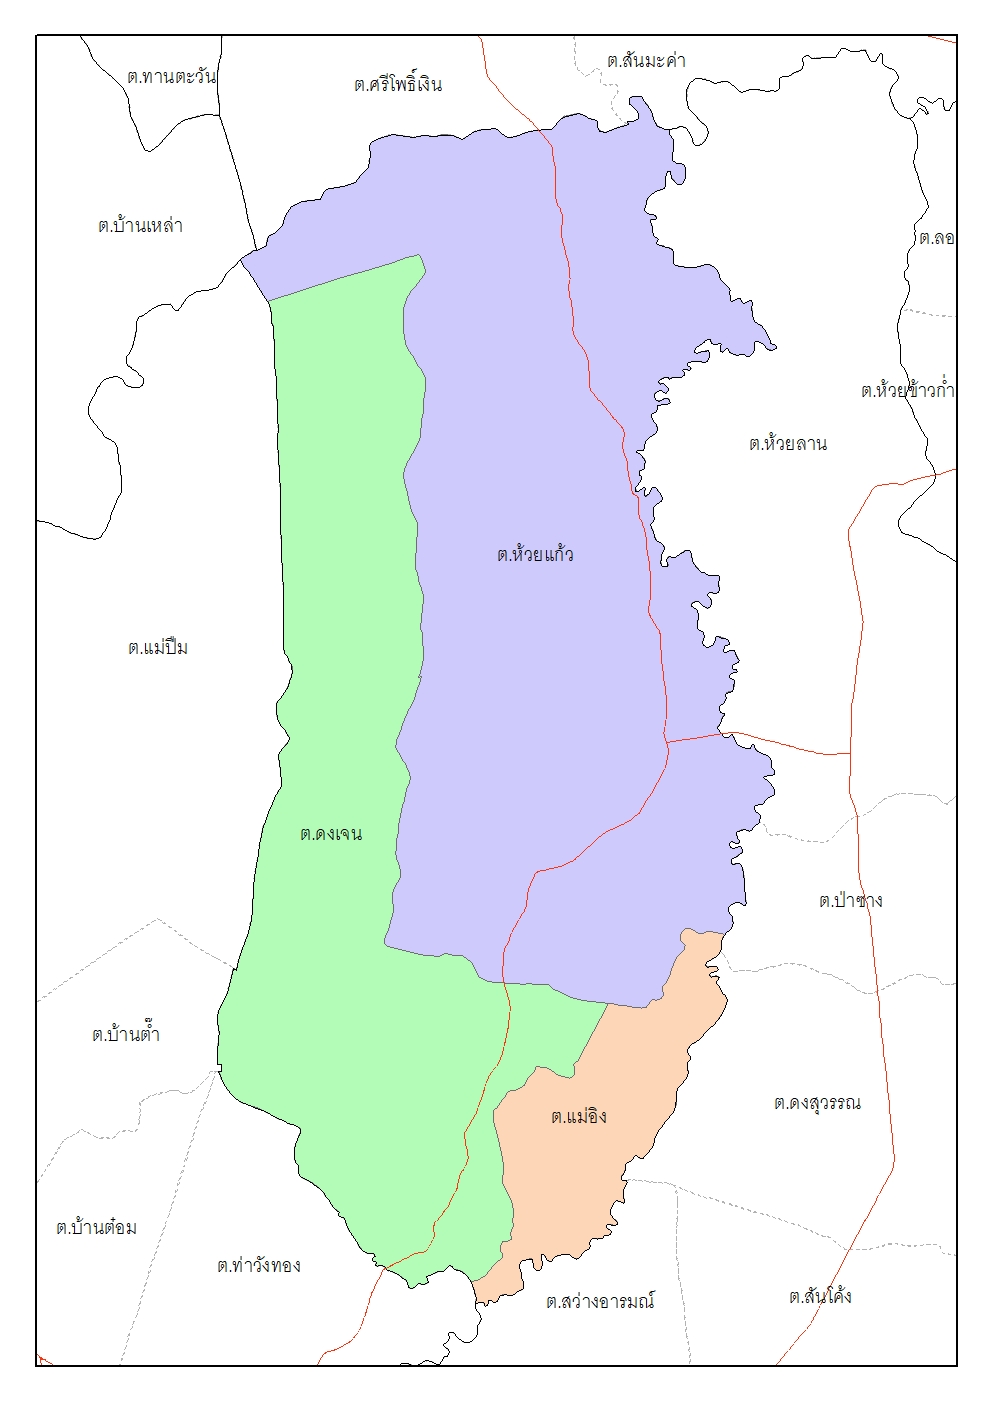 ต.สันมะค่า
ต.ทานตะวัน
ต.ศรีโพธิ์เงิน
ต.บ้านเหล่า
ต.ลอ
ต.ห้วยข้าวก่ำ
ต.ห้วยลาน
ต.ห้วยแก้ว
ต.แม่ปืม
ต.ดงเจน
ต.ป่าซาง
ต.บ้านต๊ำ
ต.ดงสุวรรณ
ต.แม่อิง
ต.บ้านต๋อม
ต.ท่าวังทอง
ต.สันโค้ง
ต.สว่างอารมณ์